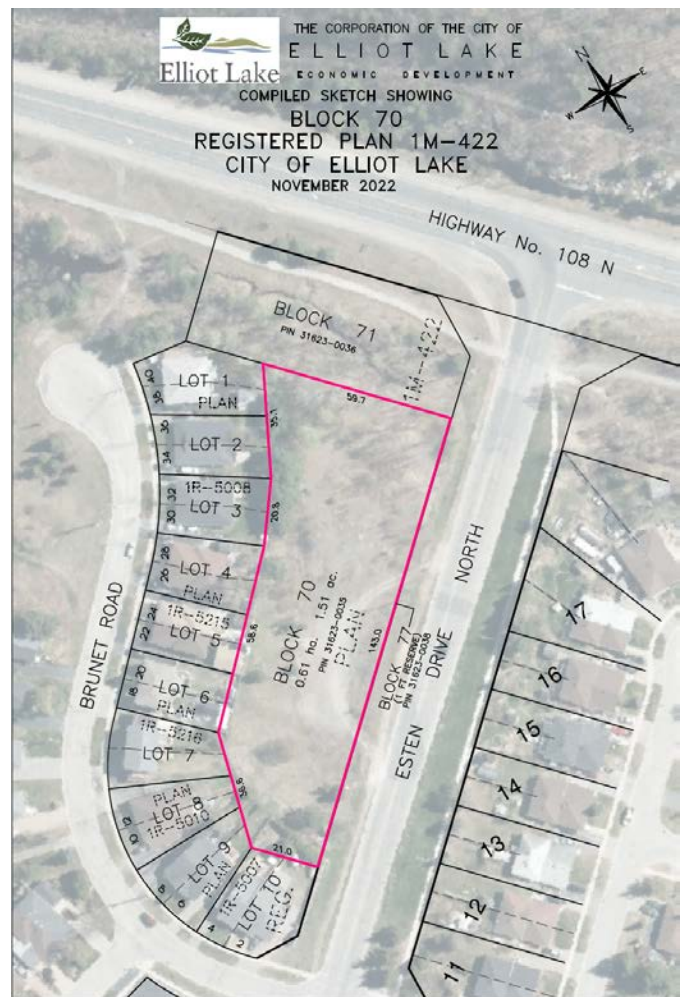 THE CORPORATION OF THE CITY OF
ELLIOT LAKE
ECONOMIC DEVELOPMENT
Elliot Lake
COMPILED SKETCH SHOWING
BLOCK 70
REGISTERED PLAN 1M-422
CITY OF ELLIOT LAKE
NOVEMBER 2022
N
E
W
S
HIGHWAY No. 108 N
BLOCK 71
PIN 31623-0036
1M-422
59.7
40
38
LOT 1
PLAN
35.1
36
34
LOT 2
32
30
1R-5008
LOT 3
20.8
28
26
LOT 4
PLAN
24
22
1R-5215
LOT 5
58.6
20
18
LOT 6
PLAN
1R-5216
LOT 7
PLAN
LOT 8
1R-5010
12
10
LOT 9
PLAN
8
6
1R-5007
LOT 10
REG.
4
2
21.0
BRUNET ROAD
BLOCK 70
0.61 ha. 1.51 ac.
PIN 31623-0035
PLAN
143.0
BLOCK 77
(1 FT RESERVE)
PIN 31623-0038
ESTEN DRIVE NORTH
17
16
15
14
13
12
11